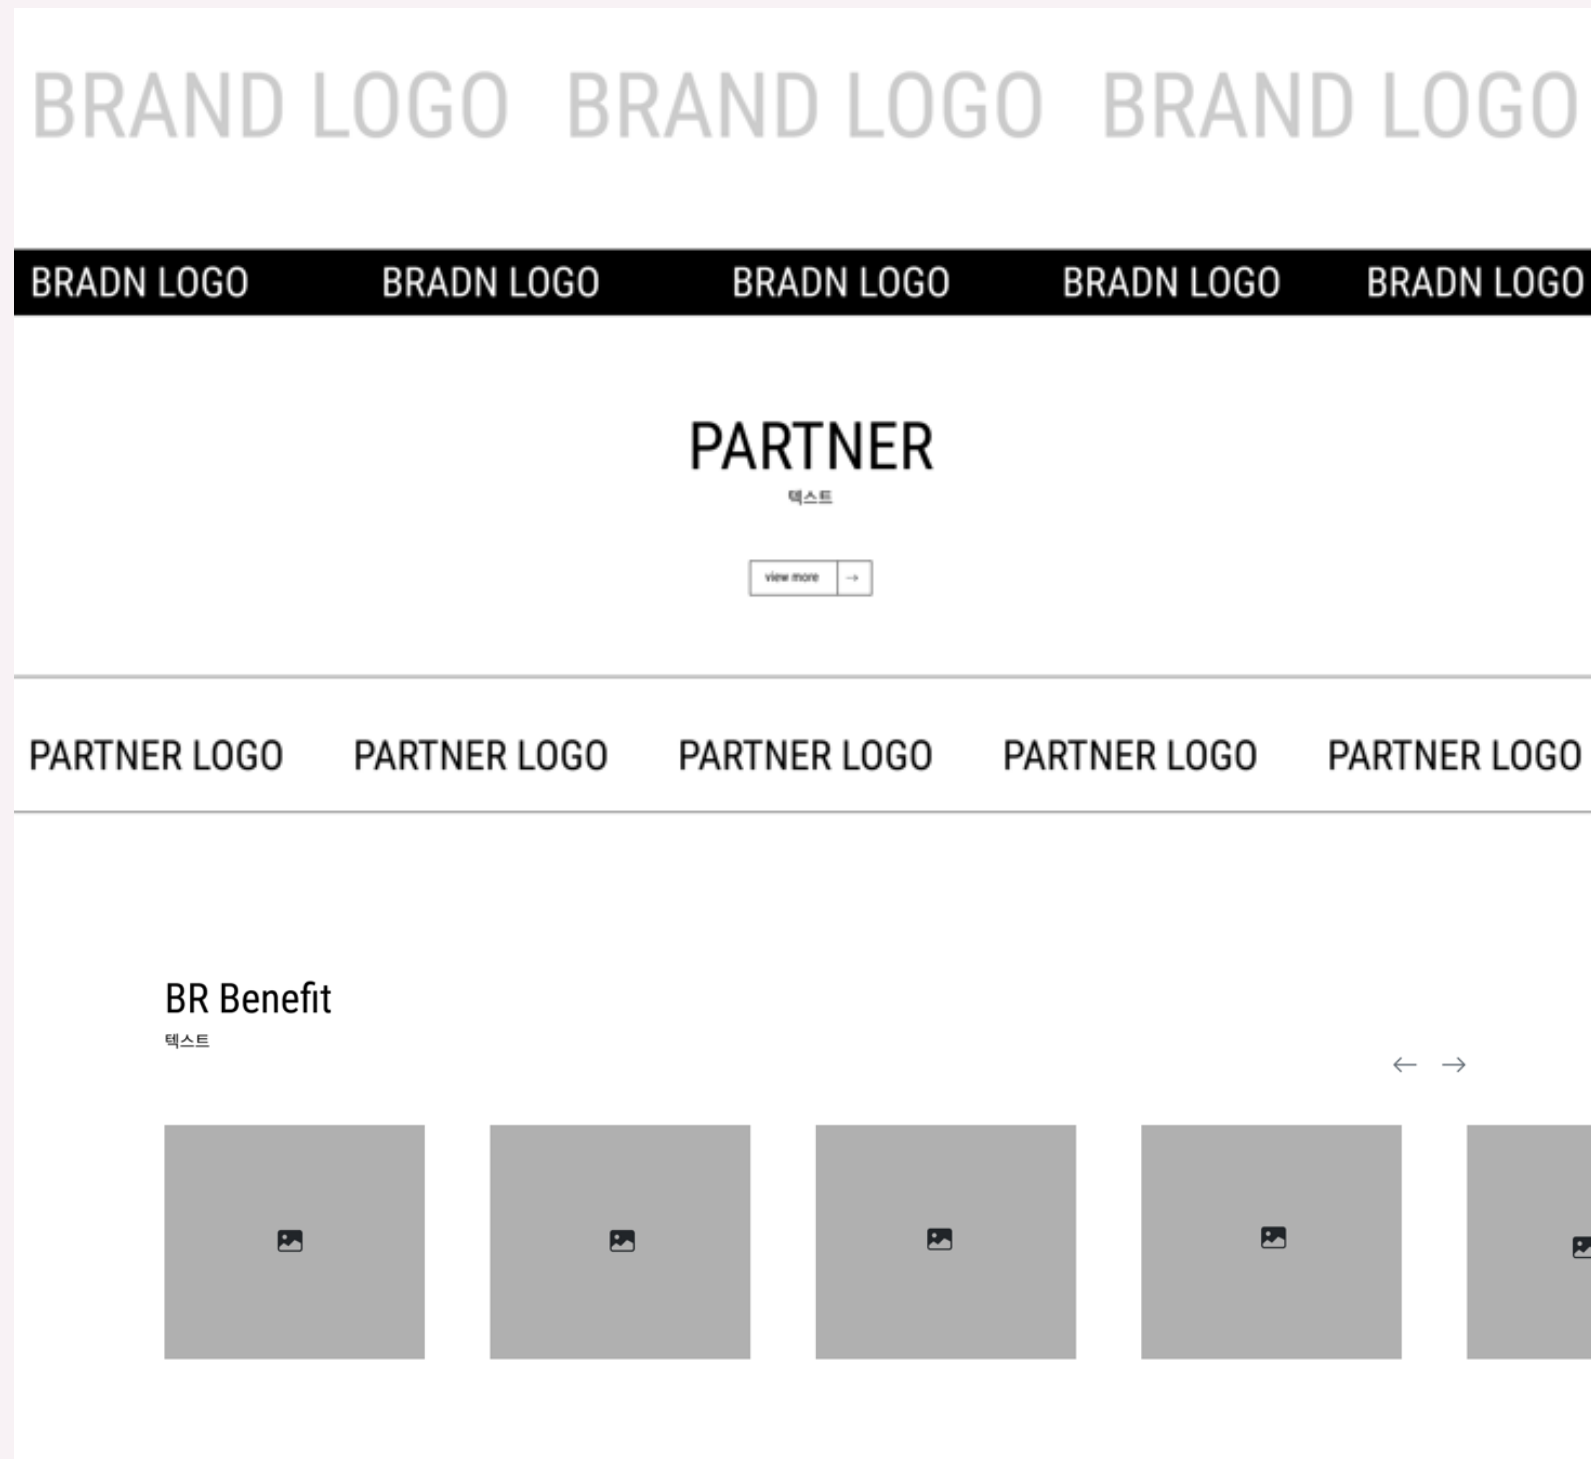 BRAND LOGO BRAND LOGO BRAND LOGO
BRADN LOGO BRADN LOGO BRADN LOGO BRADN LOGO BRADN LOGO
PARTNER
텍스트
view more →
PARTNER LOGO PARTNER LOGO PARTNER LOGO PARTNER LOGO PARTNER LOGO
BR Benefit
텍스트
← →